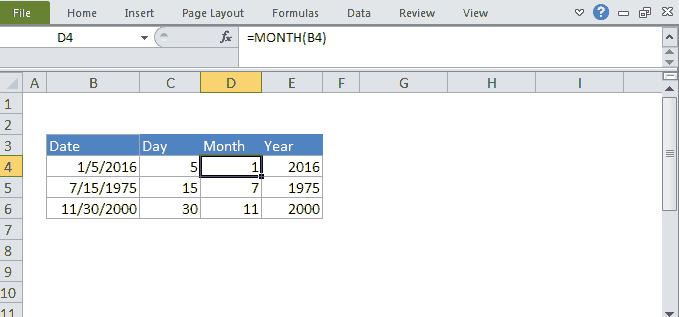 File Home Insert Page Layout Formulas Data Review View
D4 fx =MONTH(B4)
A B C D E F G H I
1
2
3 Date Day Month Year
4 1/5/2016 5 1 2016
5 7/15/1975 15 7 1975
6 11/30/2000 30 11 2000
7
8
9
10
11